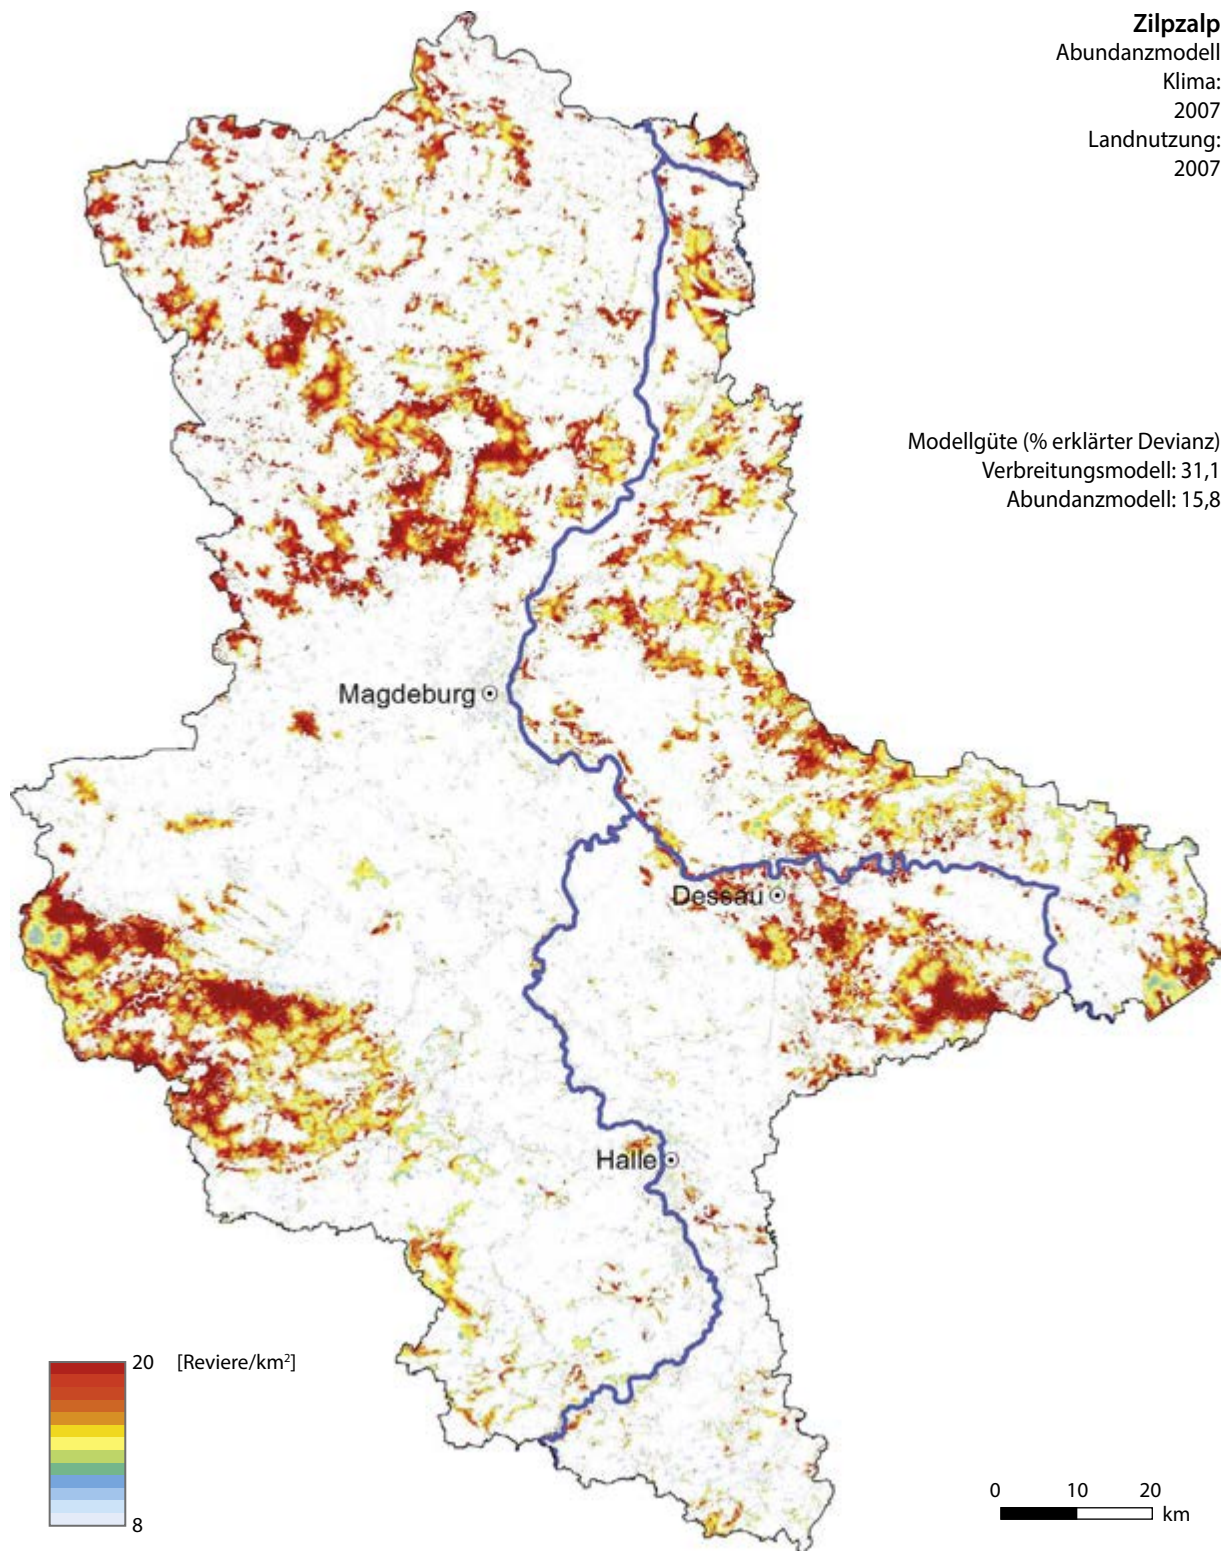 Zilpzalp
Abundanzmodell
Klima:
2007
Landnutzung:
2007
Modellgüte (% erklärter Devianz)
Verbreitungsmodell: 31,1
Abundanzmodell: 15,8
Magdeburg
Dessau
Halle
20 [Reviere/km²]
8
0 10 20
km